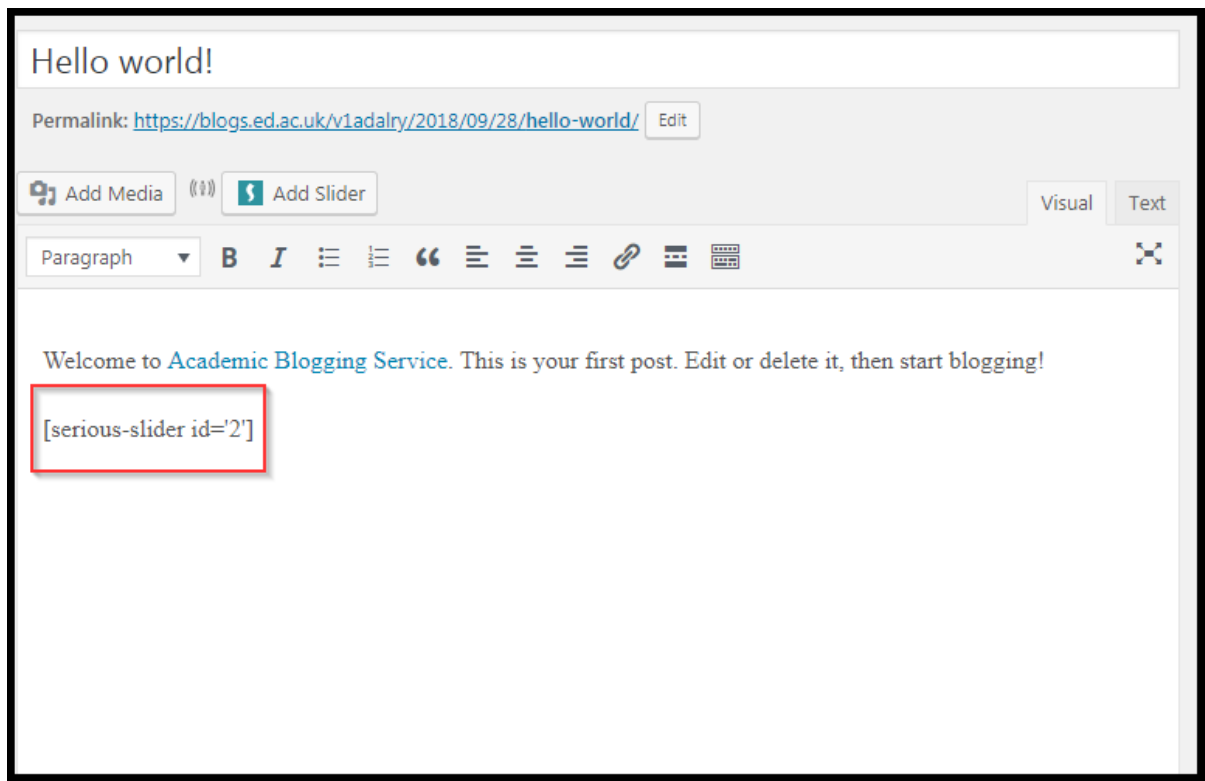 Hello world!
Permalink: https://blogs.ed.ac.uk/v1adalry/2018/09/28/hello-world/ Edit
Add Media Add Slider
Visual Text
Paragraph B I
Welcome to Academic Blogging Service. This is your first post. Edit or delete it, then start blogging!
[serious-slider id='2']